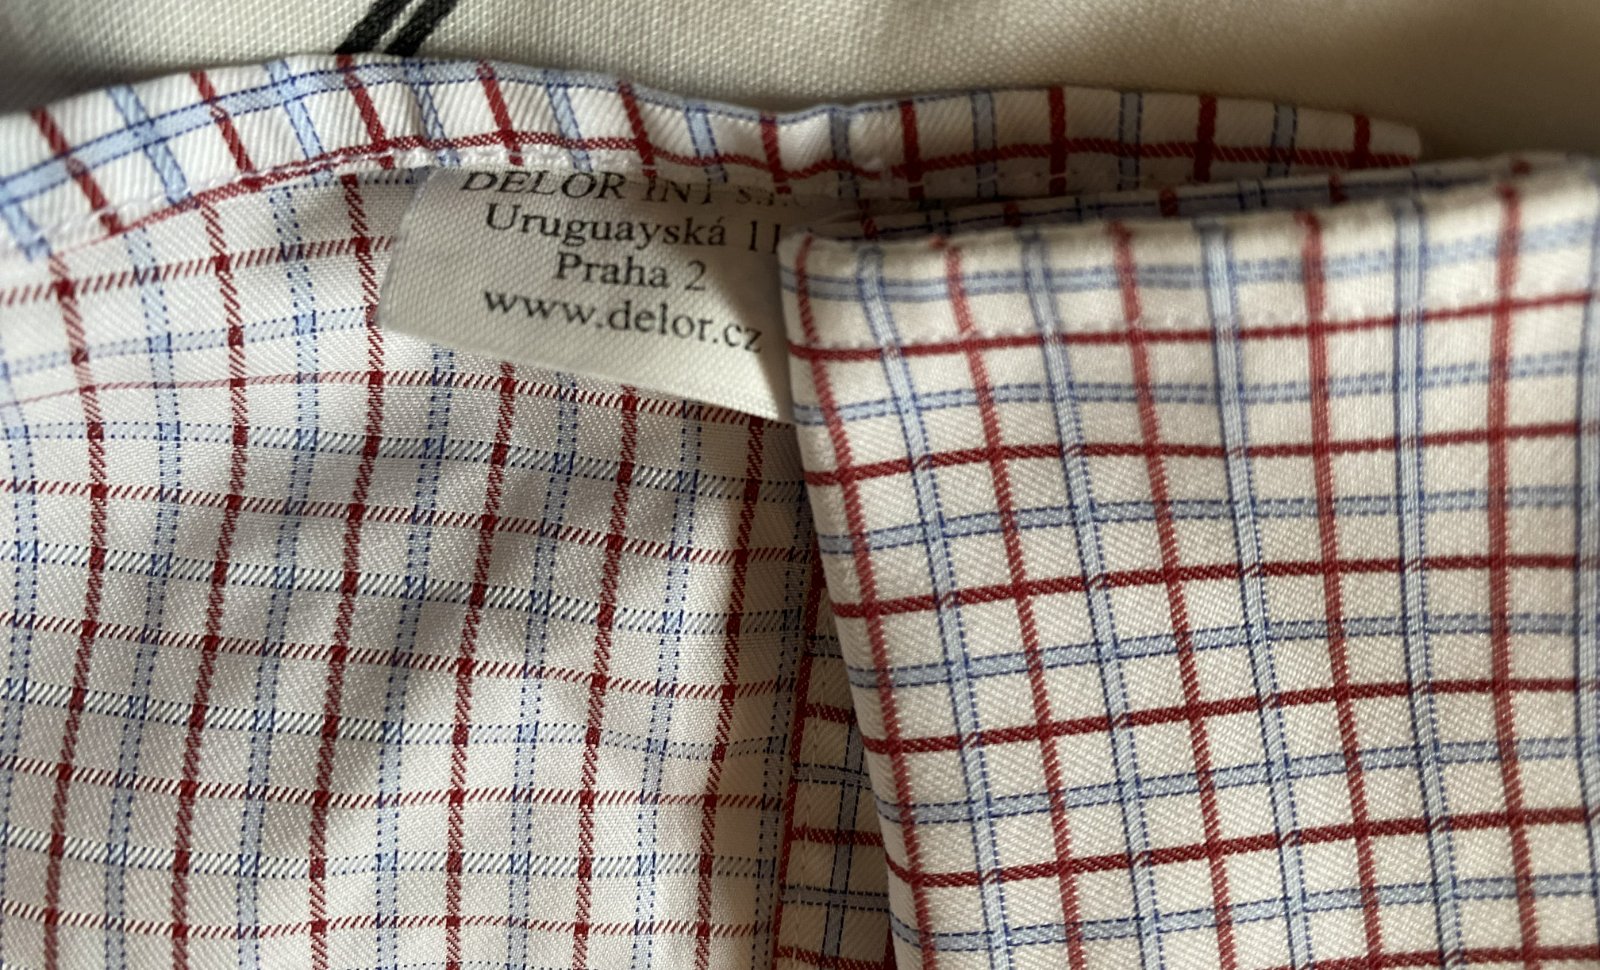 DELOR INT s.r.o.
Uruguayská 11
Praha 2
www.delor.cz